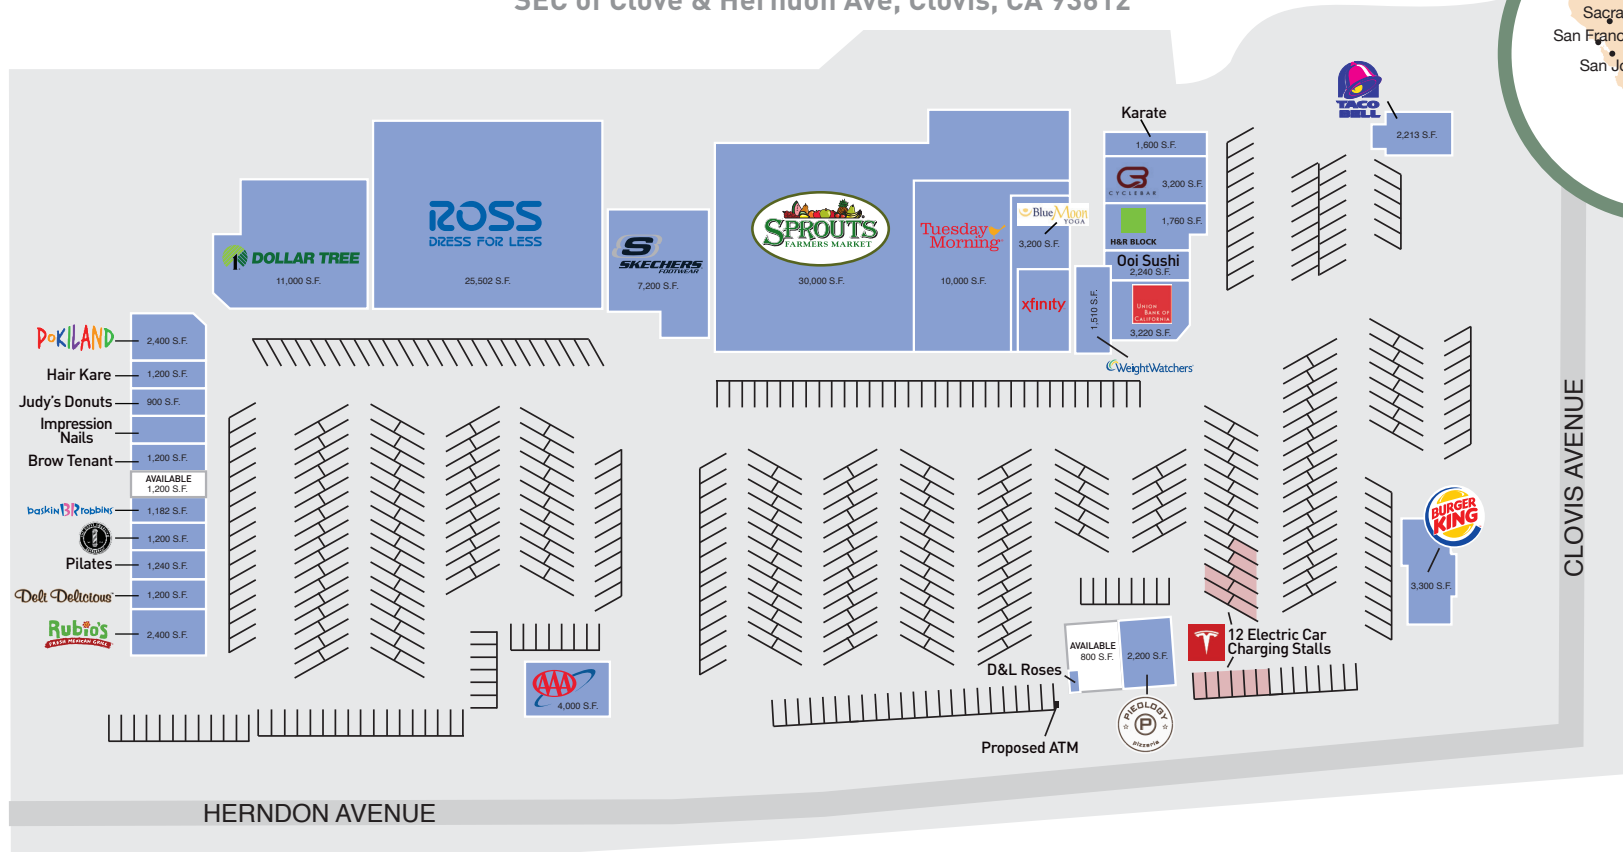 SEC of Clove & Herndon Ave, Clovis, CA 93612
San Jo
TACO
BELL
2,213 S.F.
Karate
1,600 S.F.
CYCLEBAR
3,200 S.F.
H&R BLOCK
1,760 S.F.
Ooi Sushi
2,240 S.F.
UNION
BANK OF
CALIFORNIA
3,220 S.F.
1,510 S.F.
WeightWatchers
DOLLAR TREE
11,000 S.F.
ROSS
DRESS FOR LESS
25,502 S.F.
S
SKECHERS
FOOTWEAR
7,200 S.F.
SPROUTS
FARMERS MARKET
30,000 S.F.
Tuesday
Morning
10,000 S.F.
Blue Moon
YOGA
3,200 S.F.
xfinity
POKILAND
2,400 S.F.
Hair Kare
1,200 S.F.
Judy's Donuts
900 S.F.
Impression
Nails
Brow Tenant
1,200 S.F.
AVAILABLE
1,200 S.F.
baskin BR robbins
1,182 S.F.
1,200 S.F.
Pilates
1,240 S.F.
Deli Delicious
1,200 S.F.
Rubio's
FRESH MEXICAN GRILL
2,400 S.F.
AAA
4,000 S.F.
D&L Roses
AVAILABLE
800 S.F.
2,200 S.F.
PIEOLOGY
P
pizzeria
Proposed ATM
12 Electric Car
Charging Stalls
BURGER
KING
3,300 S.F.
CLOVIS AVENUE
HERNDON AVENUE